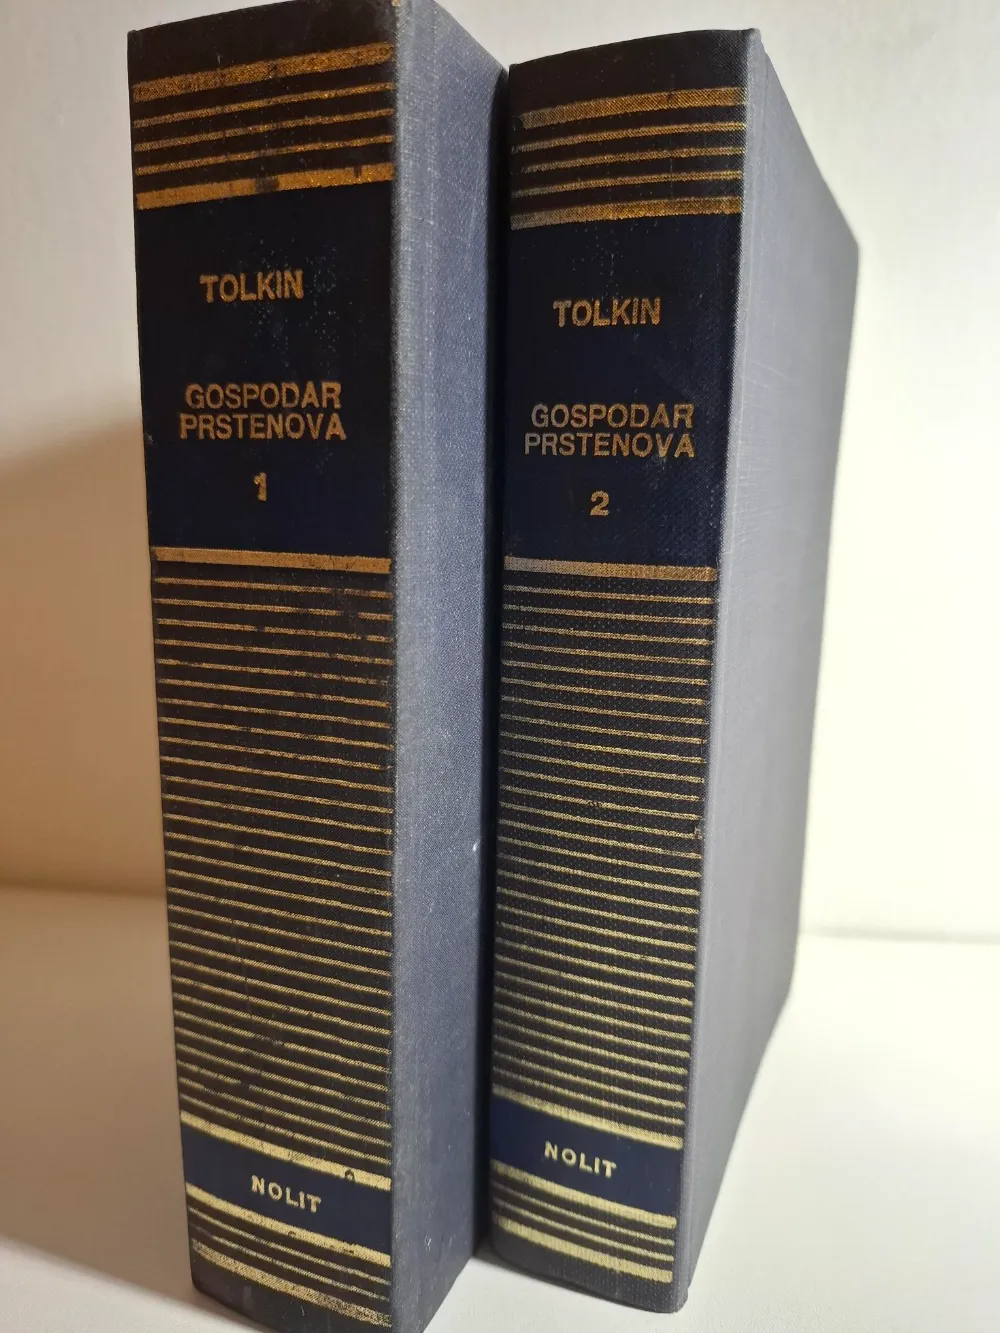 TOLKIN
GOSPODAR
PRSTENOVA
1
NOLIT
TOLKIN
GOSPODAR
PRSTENOVA
2
NOLIT